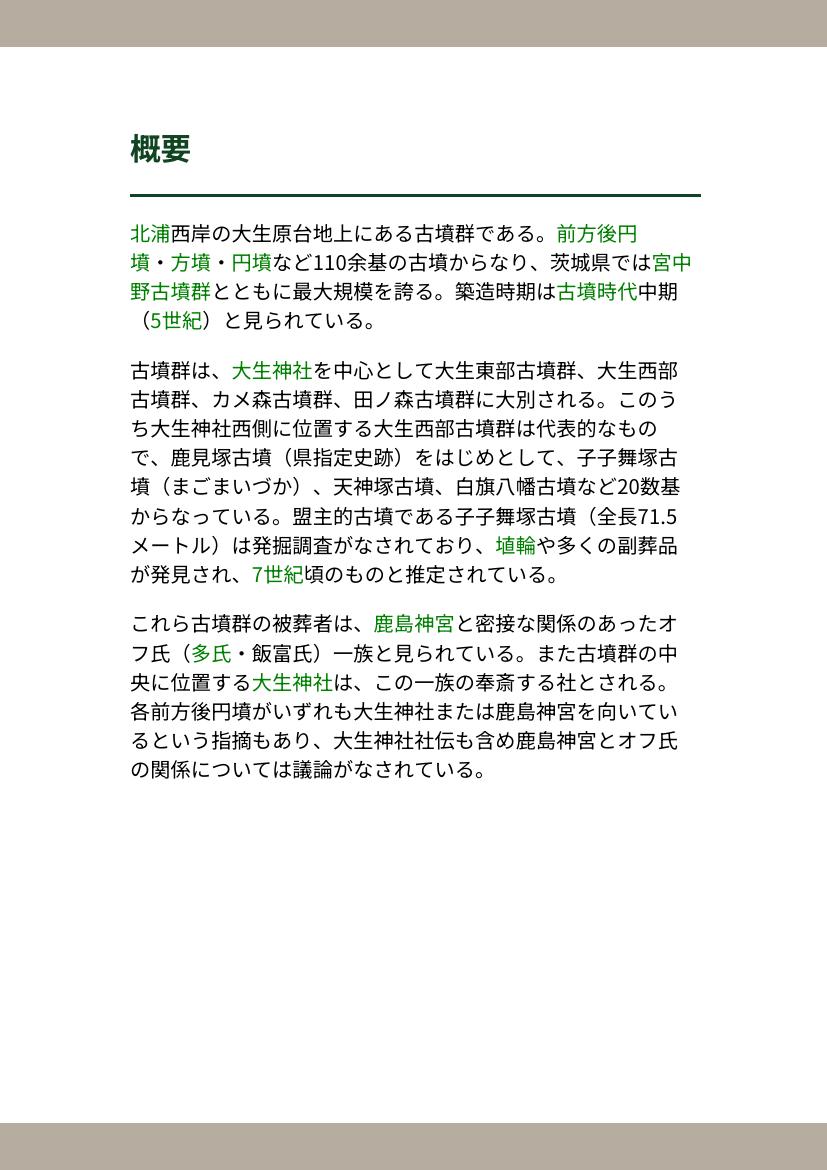 概要
北浦西岸の大生原台地上にある古墳群である。前方後円
墳・方墳・円墳など110余基の古墳からなり、茨城県では宮中
野古墳群とともに最大規模を誇る。築造時期は古墳時代中期
（5世紀）と見られている。
古墳群は、大生神社を中心として大生東部古墳群、大生西部
古墳群、カメ森古墳群、田ノ森古墳群に大別される。このう
ち大生神社西側に位置する大生西部古墳群は代表的なもの
で、鹿見塚古墳（県指定史跡）をはじめとして、子子舞塚古
墳（まごまいづか）、天神塚古墳、白旗八幡古墳など20数基
からなっている。盟主的古墳である子子舞塚古墳（全長71.5
メートル）は発掘調査がなされており、埴輪や多くの副葬品
が発見され、7世紀頃のものと推定されている。
これら古墳群の被葬者は、鹿島神宮と密接な関係のあったオ
フ氏（多氏・飯富氏）一族と見られている。また古墳群の中
央に位置する大生神社は、この一族の奉斎する社とされる。
各前方後円墳がいずれも大生神社または鹿島神宮を向いてい
るという指摘もあり、大生神社社伝も含め鹿島神宮とオフ氏
の関係については議論がなされている。